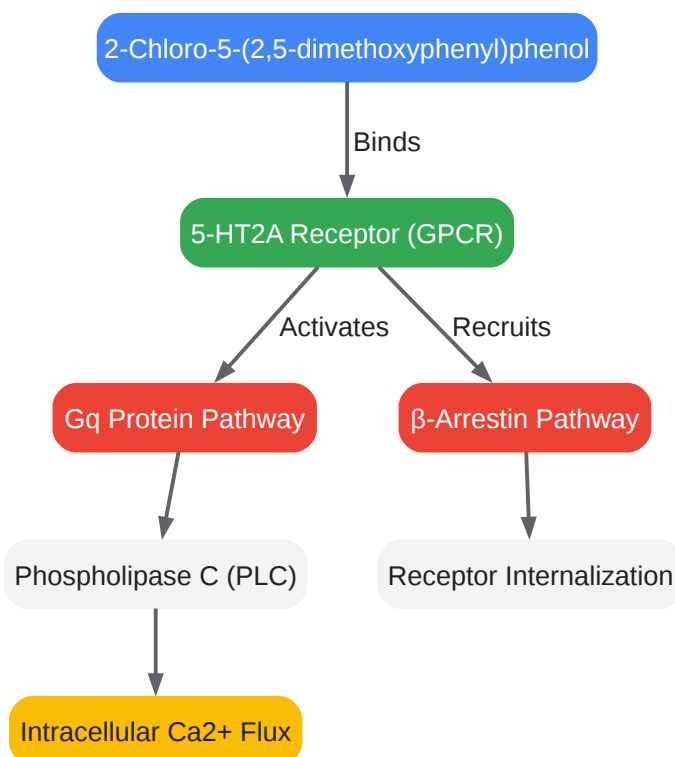 2-Chloro-5-(2,5-dimethoxyphenyl)phenol
Binds
5-HT2A Receptor (GPCR)
Activates
Recruits
Gq Protein Pathway
β-Arrestin Pathway
Phospholipase C (PLC)
Receptor Internalization
Intracellular Ca2+ Flux